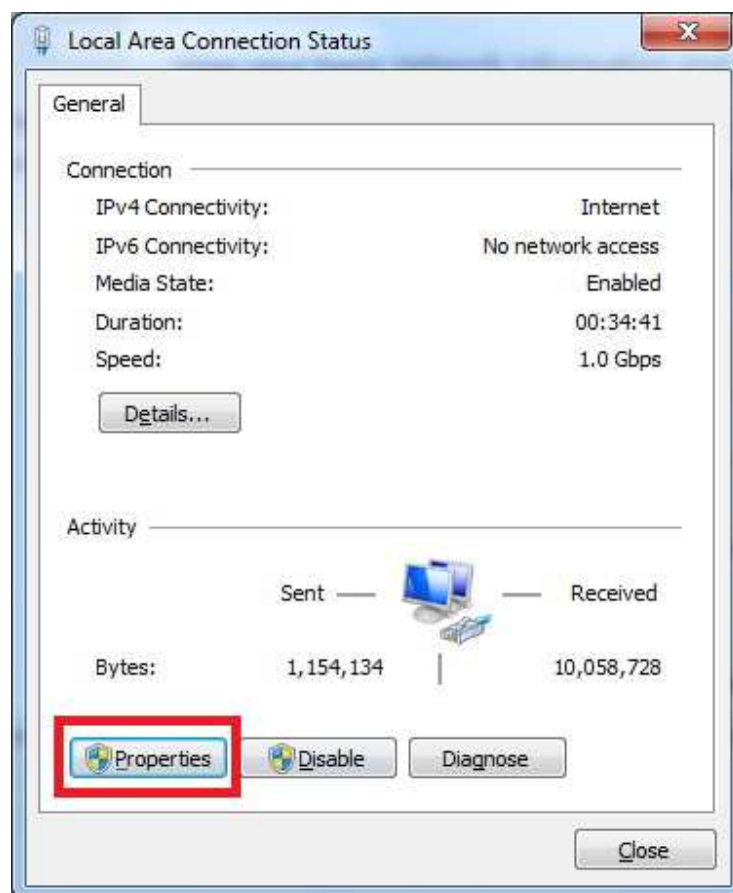 Local Area Connection Status
General
Connection
IPv4 Connectivity: Internet
IPv6 Connectivity: No network access
Media State: Enabled
Duration: 00:34:41
Speed: 1.0 Gbps
Details...
Activity
Sent Received
Bytes: 1,154,134 10,058,728
Properties Disable Diagnose
Close